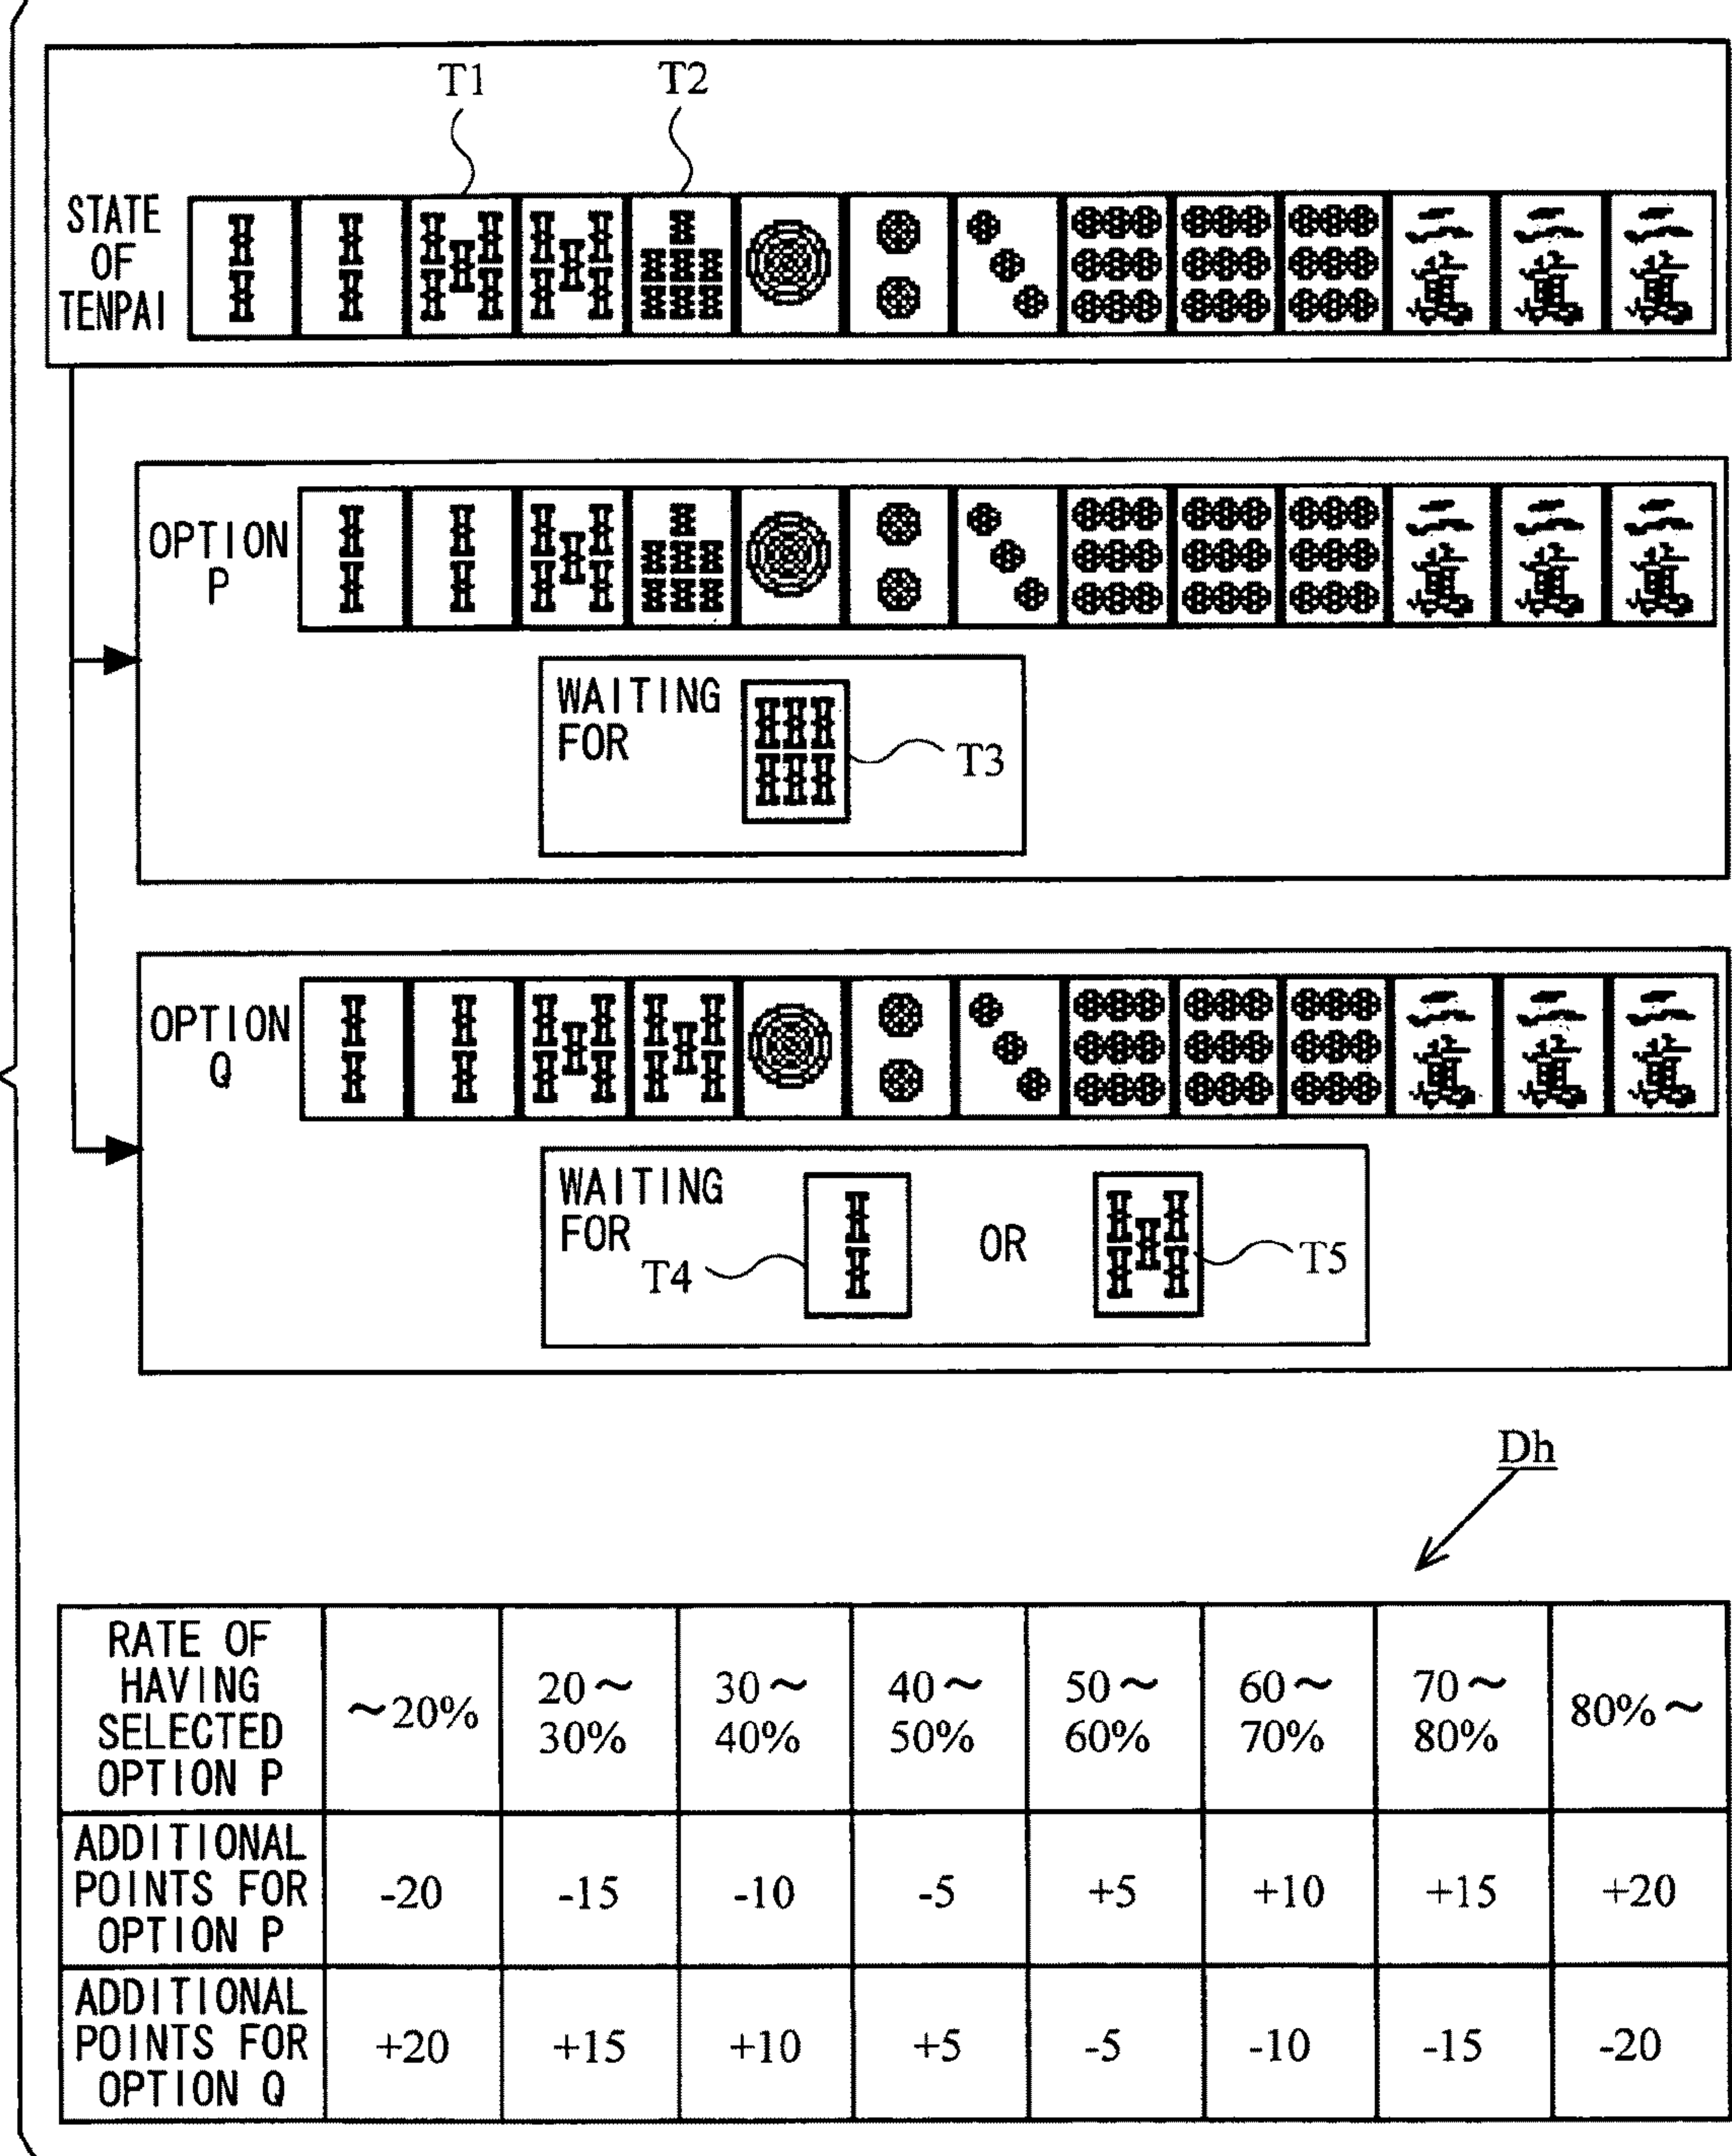 T1 T2
STATE
OF
TENPAI
OPTION
P
WAITING
FOR
T3
OPTION
Q
WAITING
FOR
T4
OR
T5
Dh
RATE OF
HAVING
SELECTED
OPTION P
~20%
20~
30%
30~
40%
40~
50%
50~
60%
60~
70%
70~
80%
80%~
ADDITIONAL
POINTS FOR
OPTION P
-20 -15 -10 -5 +5 +10 +15 +20
ADDITIONAL
POINTS FOR
OPTION Q
+20 +15 +10 +5 -5 -10 -15 -20